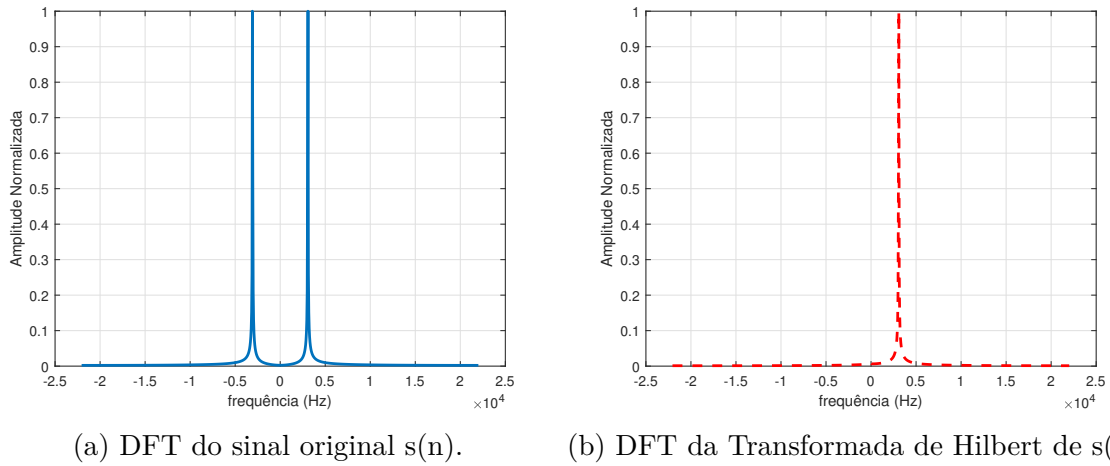 1
0.9
0.8
0.7
0.6
0.5
0.4
0.3
0.2
0.1
0
Amplitude Normalizada
-2.5 -2 -1.5 -1 -0.5 0 0.5 1 1.5 2 2.5
frequência (Hz) ×10⁴
(a) DFT do sinal original s(n).
1
0.9
0.8
0.7
0.6
0.5
0.4
0.3
0.2
0.1
0
Amplitude Normalizada
-2.5 -2 -1.5 -1 -0.5 0 0.5 1 1.5 2 2.5
frequência (Hz) ×10⁴
(b) DFT da Transformada de Hilbert de s(